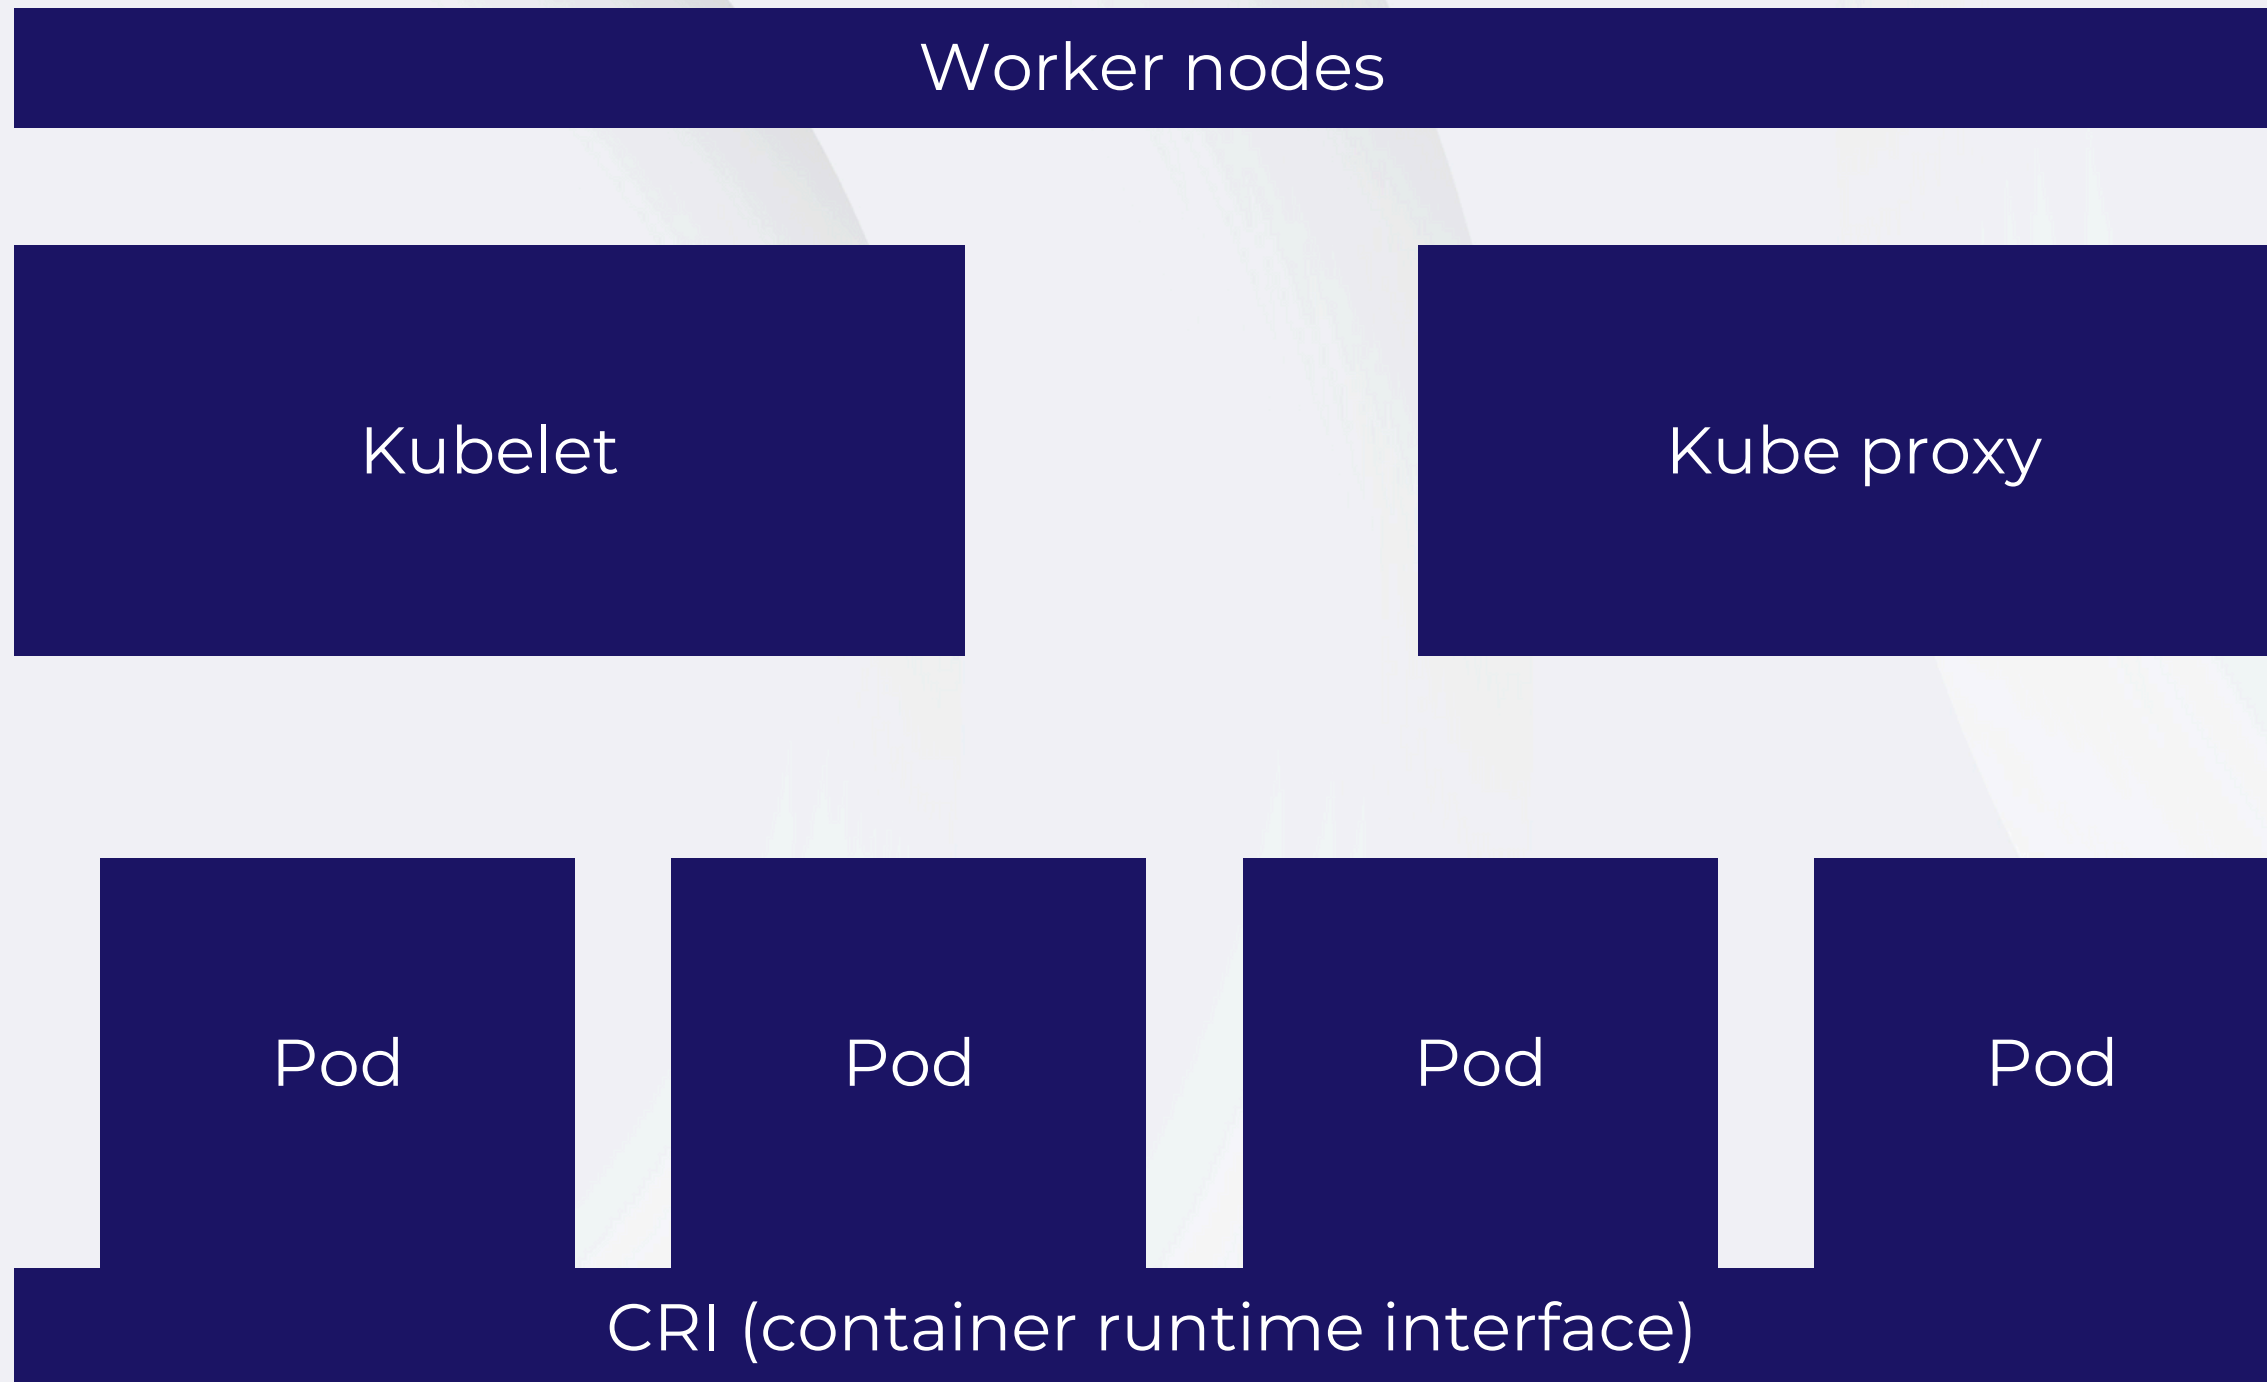 Worker nodes
Kubelet
Kube proxy
Pod
Pod
Pod
Pod
CRI (container runtime interface)